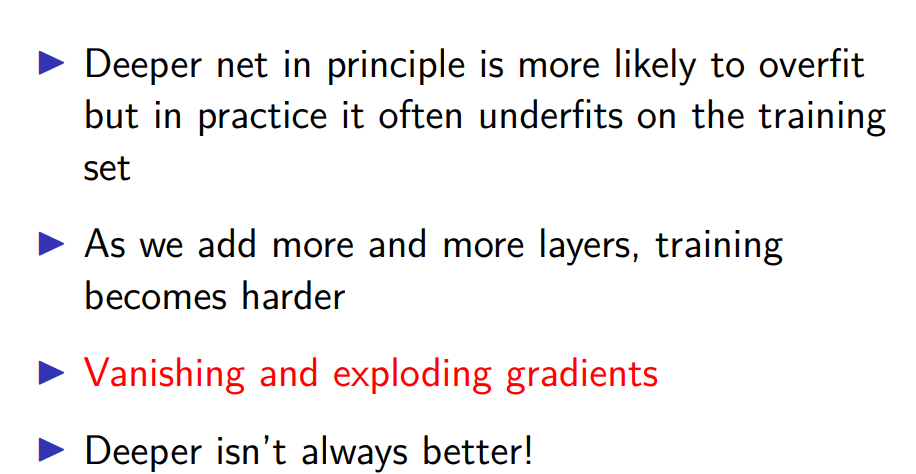 Deeper net in principle is more likely to overfit
but in practice it often underfits on the training
set
As we add more and more layers, training
becomes harder
Vanishing and exploding gradients
Deeper isn't always better!